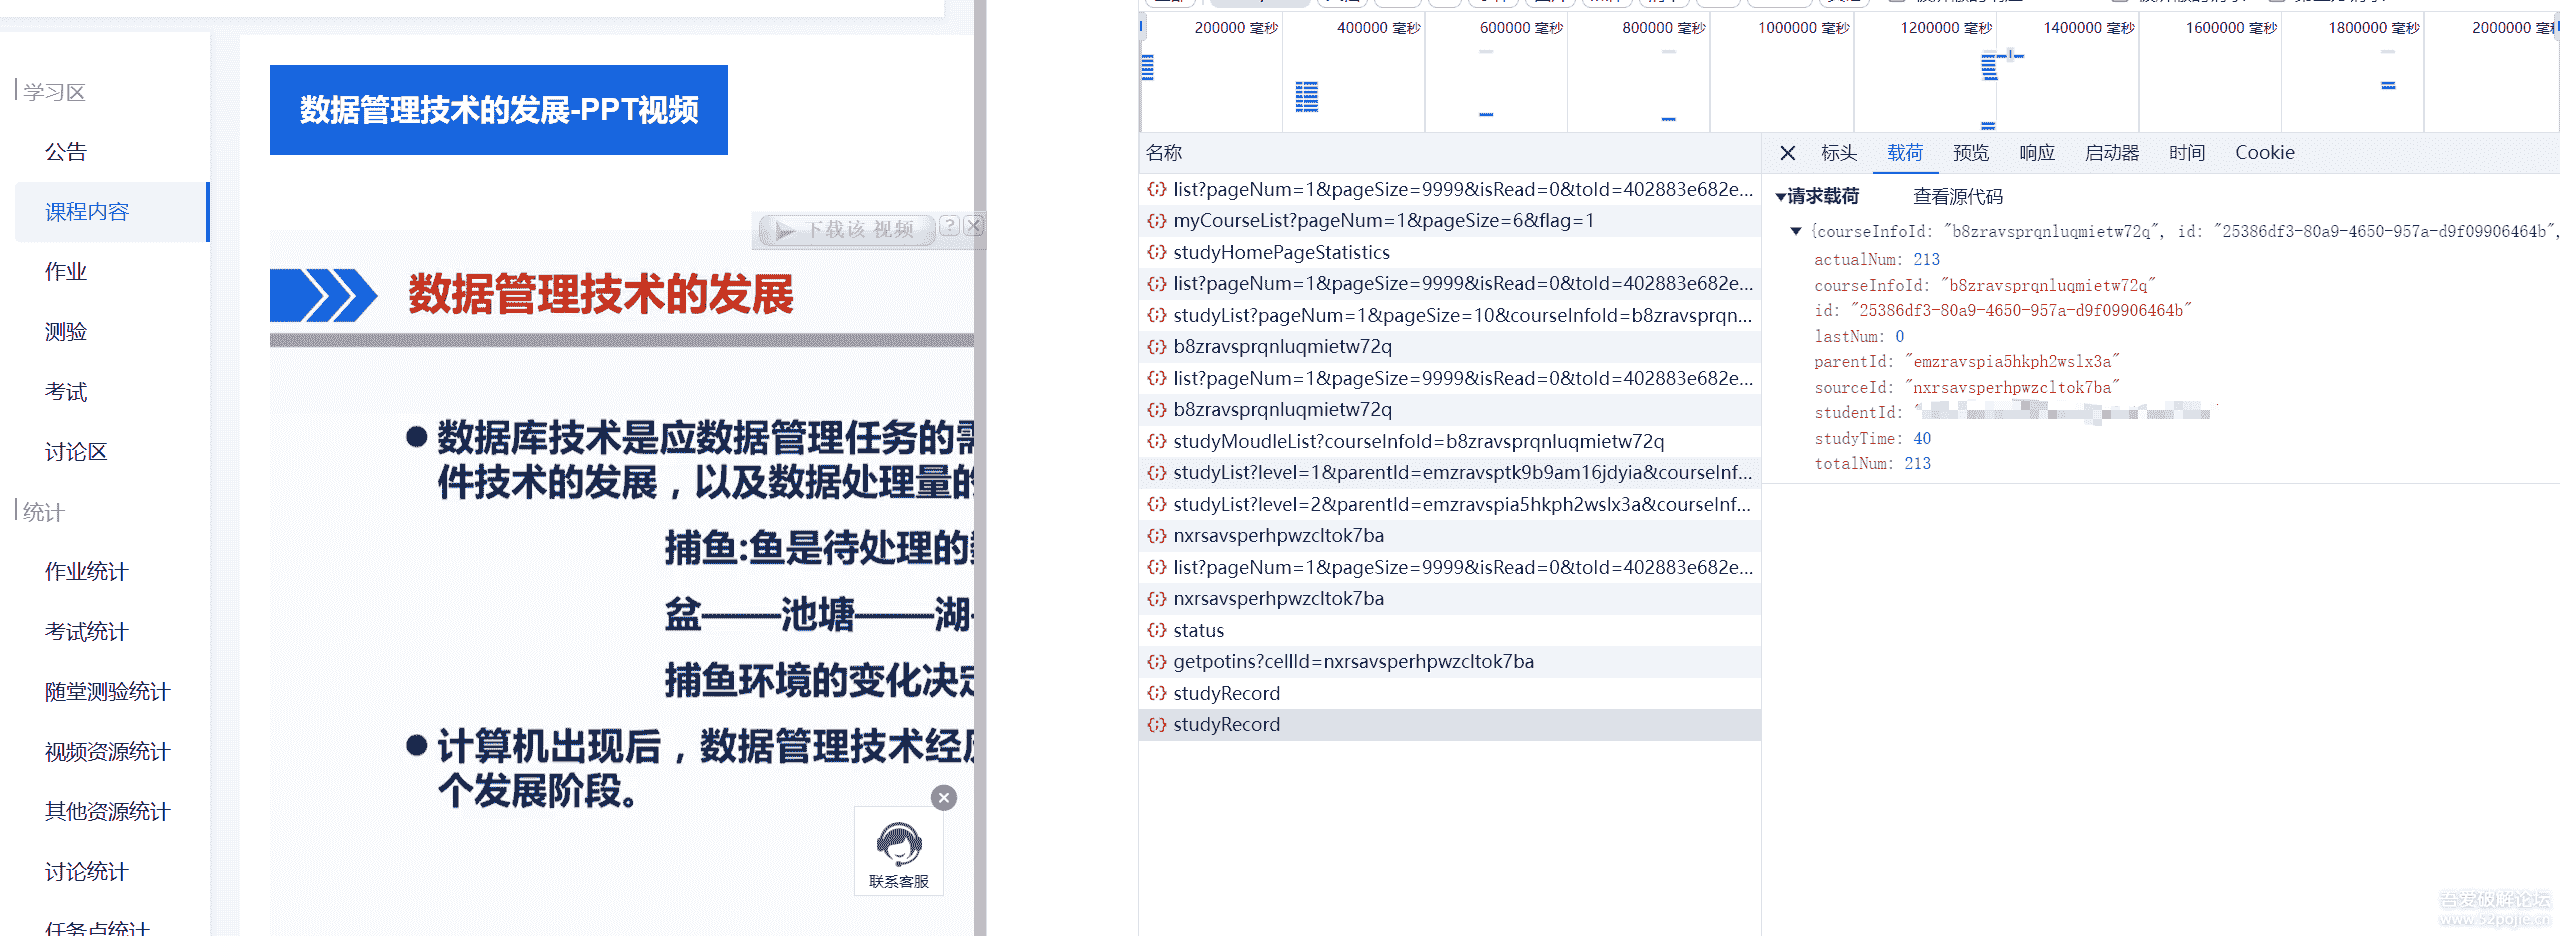 学习区
公告
课程内容
作业
测验
考试
讨论区
统计
作业统计
考试统计
随堂测验统计
视频资源统计
其他资源统计
讨论统计
任务点统计
数据管理技术的发展-PPT视频
下载该 视频
数据管理技术的发展
数据库技术是应数据管理任务的
件技术的发展，以及数据处理量的
捕鱼:鱼是待处理的
盆——池塘——湖
捕鱼环境的变化决定
计算机出现后，数据管理技术经
个发展阶段。
联系客服
200000 毫秒
400000 毫秒
600000 毫秒
800000 毫秒
1000000 毫秒
1200000 毫秒
1400000 毫秒
1600000 毫秒
1800000 毫秒
2000000 毫
名称
list?pageNum=1&pageSize=9999&isRead=0&toId=402883e682e...
myCourseList?pageNum=1&pageSize=6&flag=1
studyHomePageStatistics
list?pageNum=1&pageSize=9999&isRead=0&toId=402883e682e...
studyList?pageNum=1&pageSize=10&courseInfoId=b8zravsprqn...
b8zravsprqnluqmietw72q
list?pageNum=1&pageSize=9999&isRead=0&toId=402883e682e...
b8zravsprqnluqmietw72q
studyMoudleList?courseInfoId=b8zravsprqnluqmietw72q
studyList?level=1&parentId=emzravsptk9b9am16jdyia&courseInf...
studyList?level=2&parentId=emzravspia5hkph2wslx3a&courseInf...
nxrsavsperhpwzcltok7ba
list?pageNum=1&pageSize=9999&isRead=0&toId=402883e682e...
nxrsavsperhpwzcltok7ba
status
getpotins?cellId=nxrsavsperhpwzcltok7ba
studyRecord
studyRecord
标头 载荷 预览 响应 启动器 时间 Cookie
▼请求载荷 查看源代码
▼ {courseInfoId: "b8zravsprqnluqmietw72q", id: "25386df3-80a9-4650-957a-d9f09906464b",
actualNum: 213
courseInfoId: "b8zravsprqnluqmietw72q"
id: "25386df3-80a9-4650-957a-d9f09906464b"
lastNum: 0
parentId: "emzravspia5hkph2wslx3a"
sourceId: "nxrsavsperhpwzcltok7ba"
studentId: "
studyTime: 40
totalNum: 213
吾爱破解论坛
www.52pojie.cn